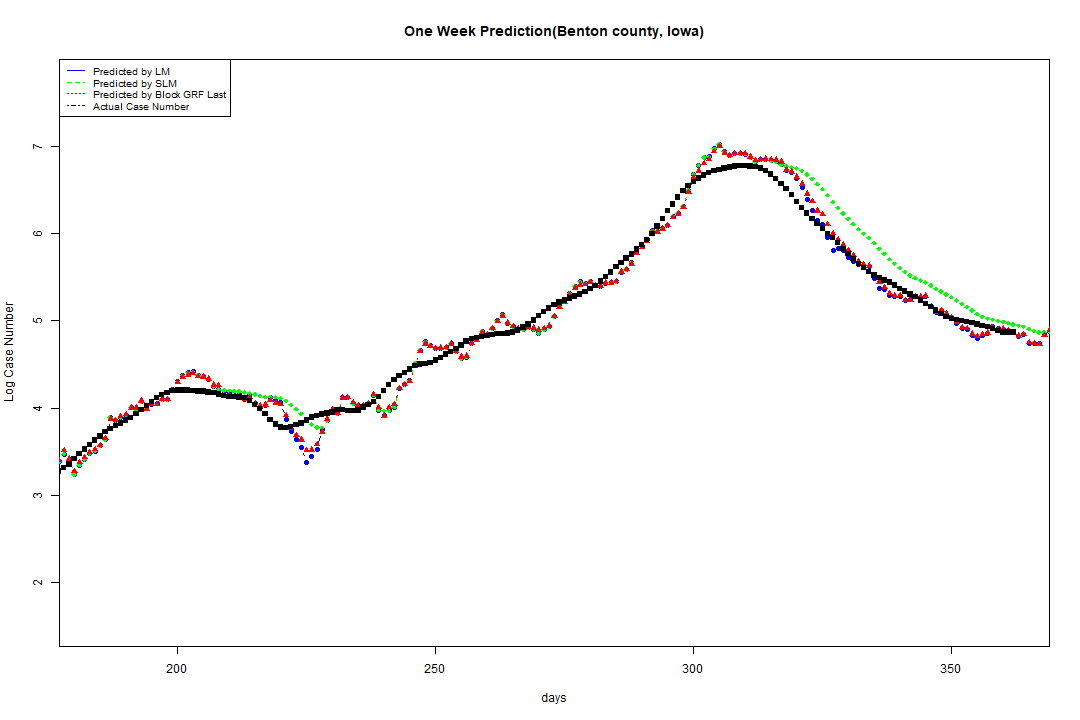 One Week Prediction(Benton county, Iowa)
Predicted by LM
Predicted by SLM
Predicted by Block GRF Last
Actual Case Number
Log Case Number
7
6
5
4
3
2
200 250 300 350
days